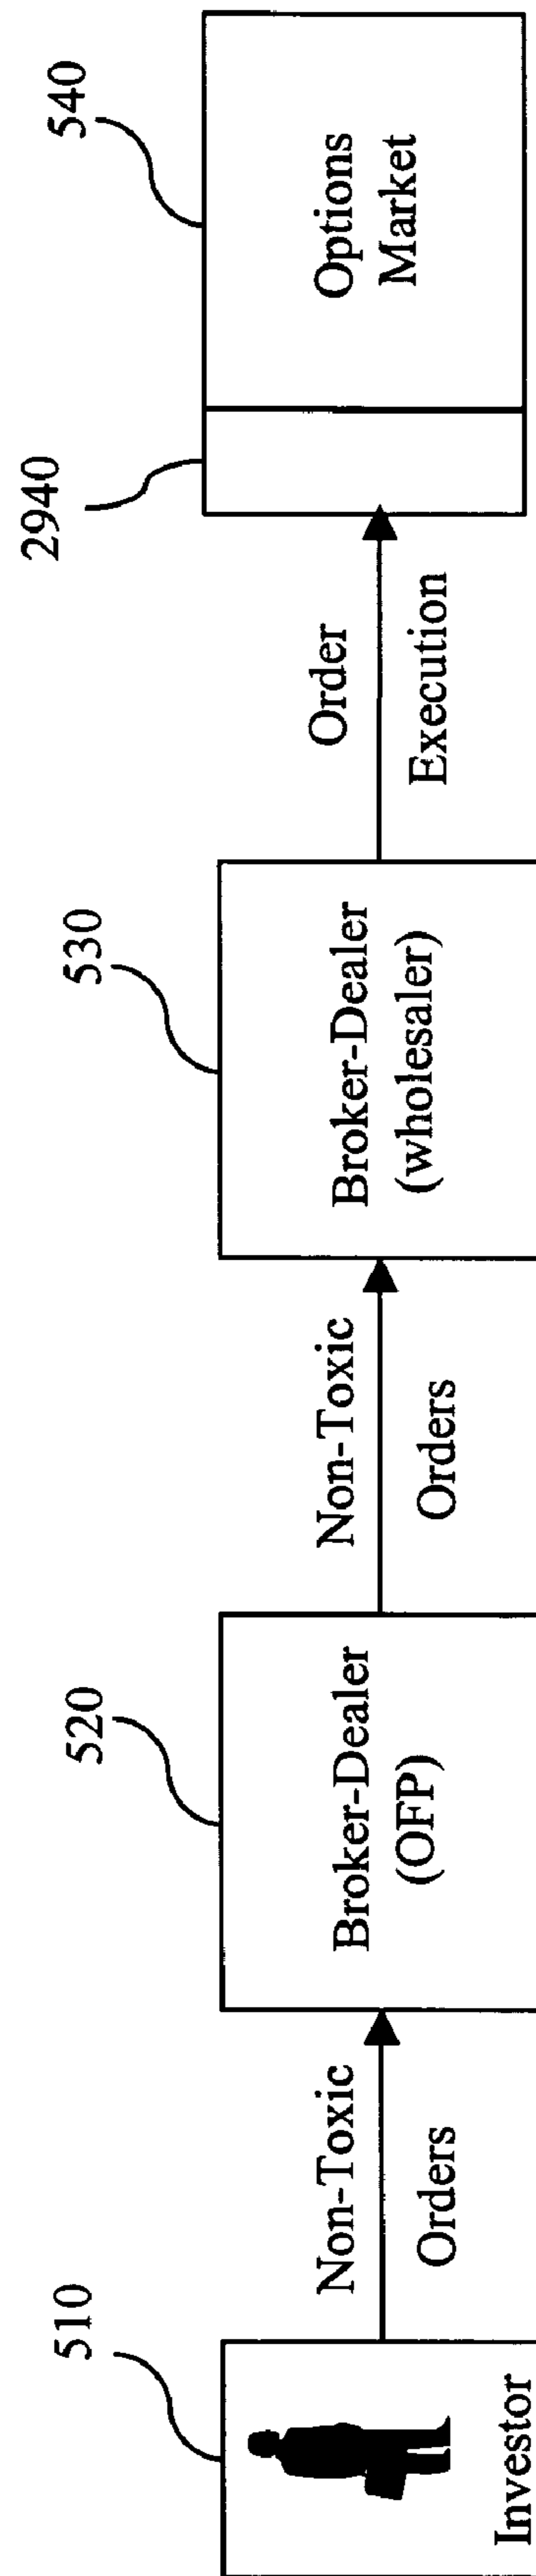 510
Investor
Non-Toxic
Orders
520
Broker-Dealer
(OFP)
Non-Toxic
Orders
530
Broker-Dealer
(wholesaler)
Order
Execution
2940
540
Options
Market